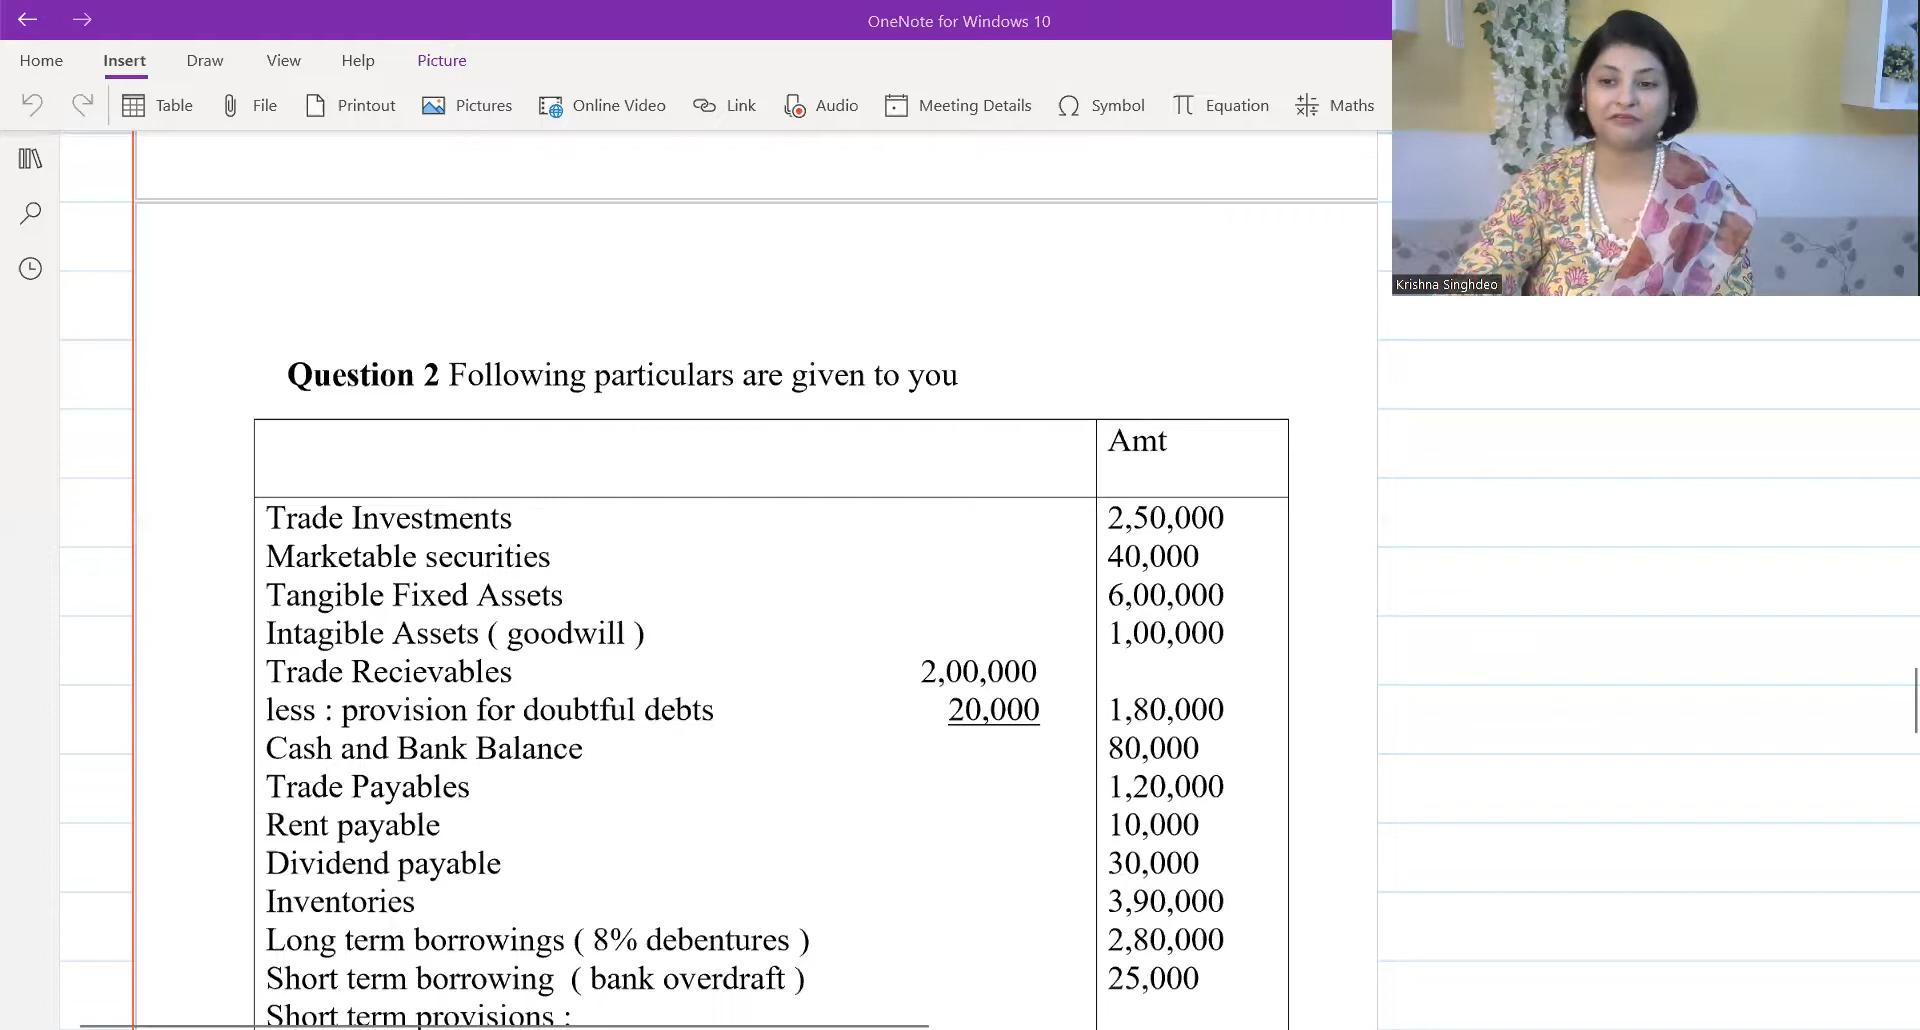 OneNote for Windows 10
Home Insert Draw View Help Picture
Table File Printout Pictures Online Video Link Audio Meeting Details Symbol Equation Maths
Krishna Singhdeo
Question 2 Following particulars are given to you
Amt
Trade Investments 2,50,000
Marketable securities 40,000
Tangible Fixed Assets 6,00,000
Intagible Assets ( goodwill ) 1,00,000
Trade Recievables 2,00,000
less : provision for doubtful debts 20,000 1,80,000
Cash and Bank Balance 80,000
Trade Payables 1,20,000
Rent payable 10,000
Dividend payable 30,000
Inventories 3,90,000
Long term borrowings ( 8% debentures ) 2,80,000
Short term borrowing ( bank overdraft ) 25,000
Short term provisions :